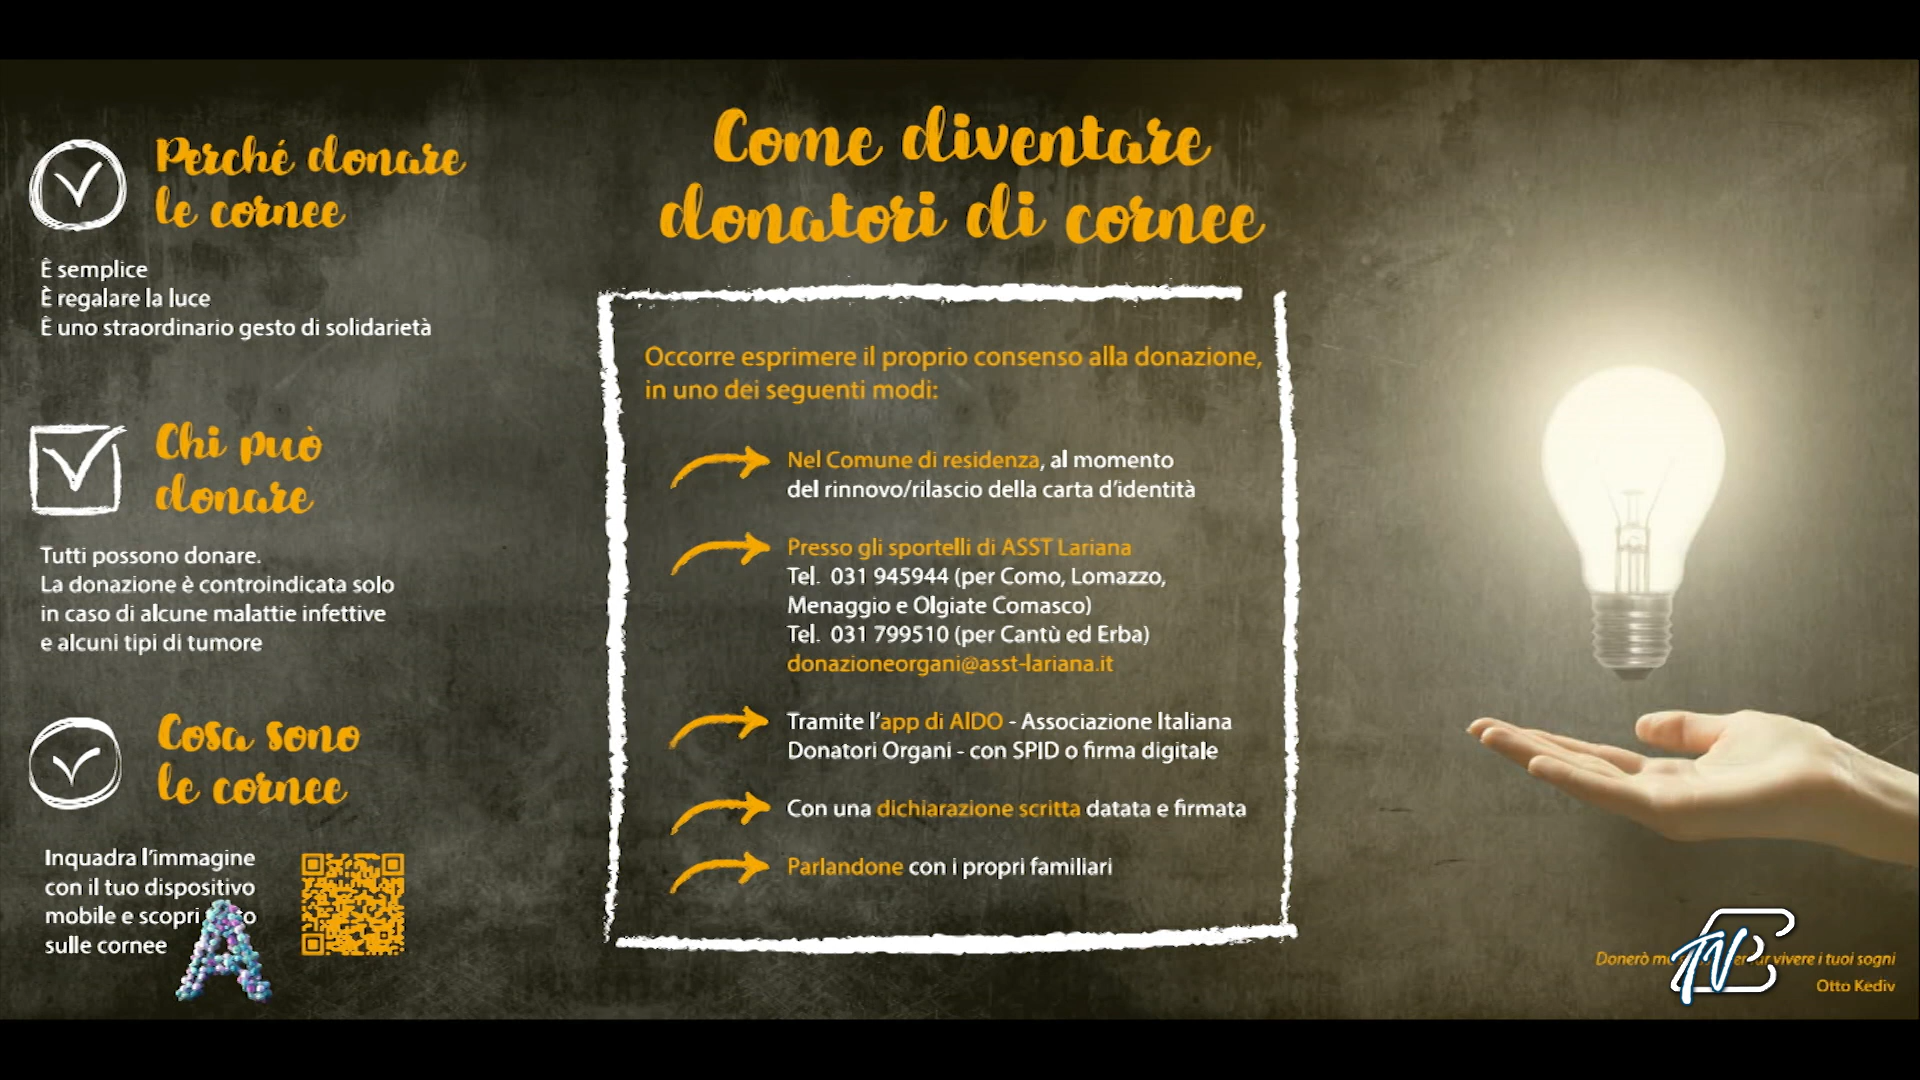 Perché donare
le cornee
È semplice
È regalare la luce
È uno straordinario gesto di solidarietà
Chi può
donare
Tutti possono donare.
La donazione è controindicata solo
in caso di alcune malattie infettive
e alcuni tipi di tumore
Cosa sono
le cornee
Inquadra l'immagine
con il tuo dispositivo
mobile e scopri
sulle cornee
Come diventare
donatori di cornee
Occorre esprimere il proprio consenso alla donazione,
in uno dei seguenti modi:
Nel Comune di residenza, al momento
del rinnovo/rilascio della carta d'identità
Presso gli sportelli di ASST Lariana
Tel. 031 945944 (per Como, Lomazzo,
Menaggio e Olgiate Comasco)
Tel. 031 799510 (per Cantù ed Erba)
donazioneorgani@asst-lariana.it
Tramite l'app di AIDO - Associazione Italiana
Donatori Organi - con SPID o firma digitale
Con una dichiarazione scritta datata e firmata
Parlandone con i propri familiari
Donerò vivere i tuoi sogni
Otto Kediv